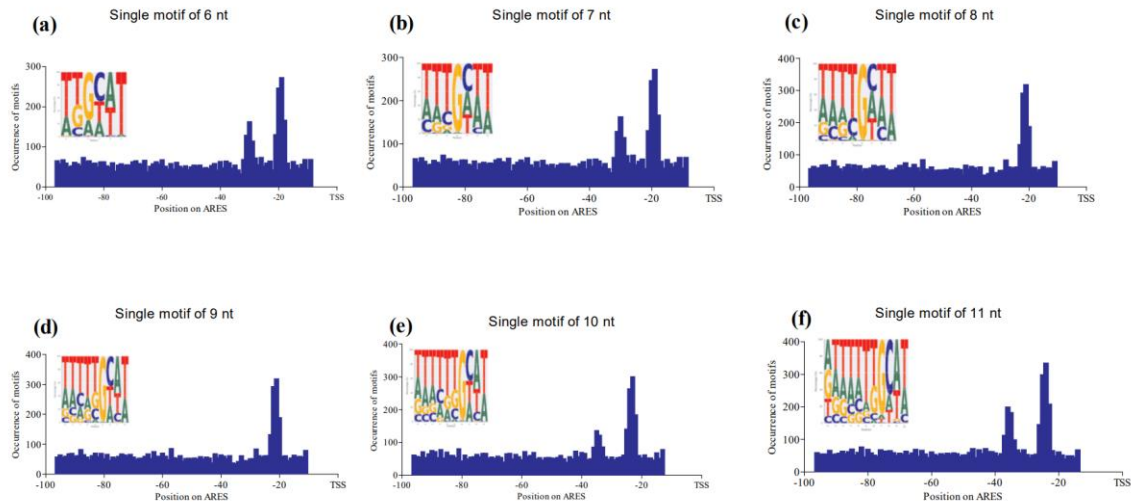 (a)
Single motif of 6 nt
Occurrence of motifs
300
200
100
0
-100
-80
-60
-40
-20
TSS
Position on ARES
(b)
Single motif of 7 nt
Occurrence of motifs
300
200
100
0
-100
-80
-60
-40
-20
TSS
Position on ARES
(c)
Single motif of 8 nt
Occurrence of motifs
400
300
200
100
0
-100
-80
-60
-40
-20
TSS
Position on ARES
(d)
Single motif of 9 nt
Occurrence of motifs
400
300
200
100
0
-100
-80
-60
-40
-20
TSS
Position on ARES
(e)
Single motif of 10 nt
Occurrence of motifs
400
300
200
100
0
-100
-80
-60
-40
-20
TSS
Position on ARES
(f)
Single motif of 11 nt
Occurrence of motifs
400
300
200
100
0
-100
-80
-60
-40
-20
TSS
Position on ARES